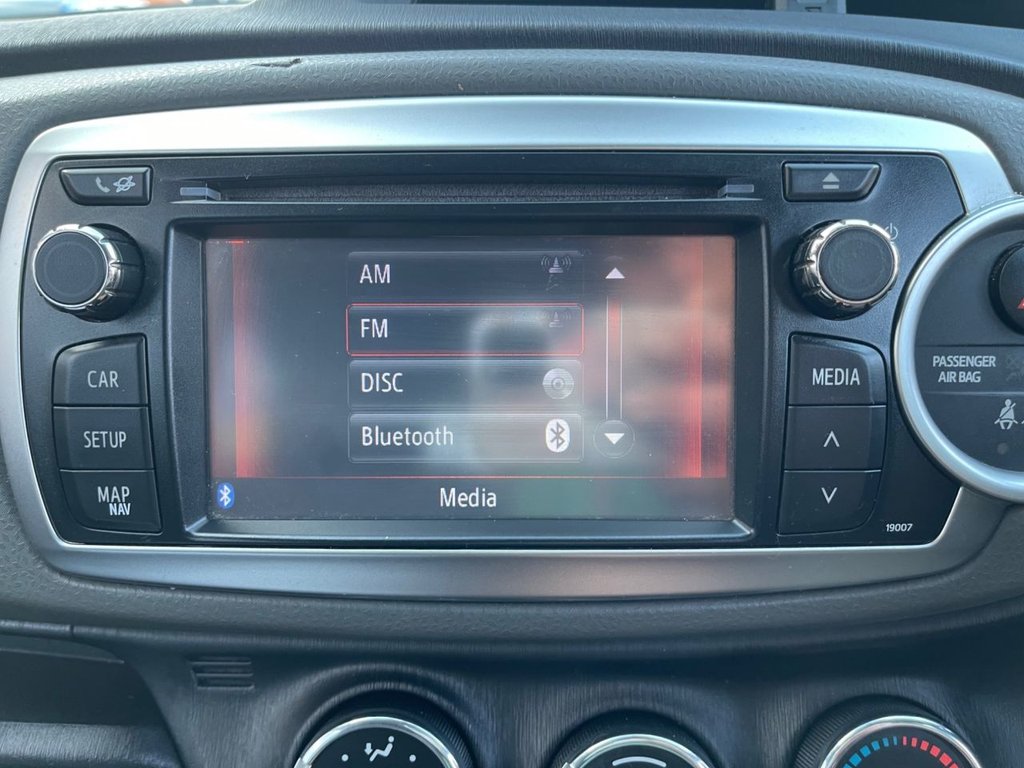 AM
FM
DISC
Bluetooth
Media
CAR
SETUP
MAP
NAV
MEDIA
19007
PASSENGER
AIR BAG